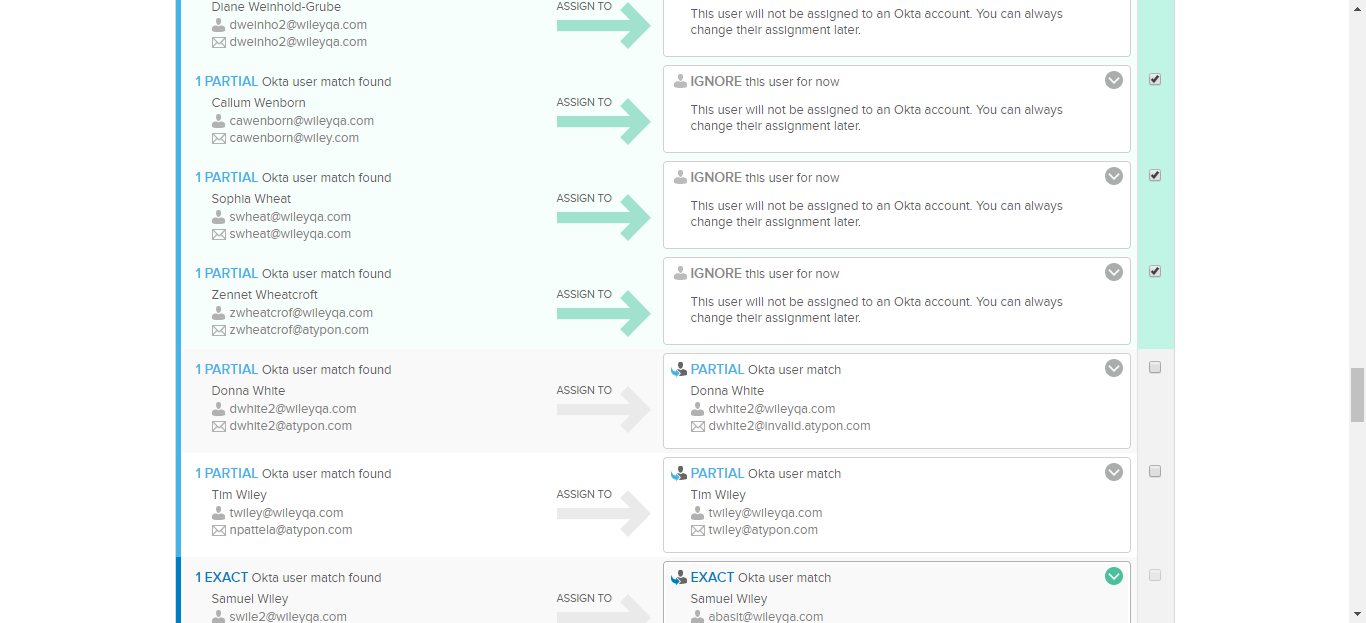 Diane Weinhold-Grube
dweinho2@wileyqa.com
dweinho2@wileyqa.com
ASSIGN TO
This user will not be assigned to an Okta account. You can always
change their assignment later.
1 PARTIAL Okta user match found
Callum Wenborn
cawenborn@wileyqa.com
cawenborn@wiley.com
ASSIGN TO
IGNORE this user for now
This user will not be assigned to an Okta account. You can always
change their assignment later.
1 PARTIAL Okta user match found
Sophia Wheat
swheat@wileyqa.com
swheat@wileyqa.com
ASSIGN TO
IGNORE this user for now
This user will not be assigned to an Okta account. You can always
change their assignment later.
1 PARTIAL Okta user match found
Zennet Wheatcroft
zwheatcrof@wileyqa.com
zwheatcrof@atypon.com
ASSIGN TO
IGNORE this user for now
This user will not be assigned to an Okta account. You can always
change their assignment later.
1 PARTIAL Okta user match found
Donna White
dwhite2@wileyqa.com
dwhite2@atypon.com
ASSIGN TO
PARTIAL Okta user match
Donna White
dwhite2@wileyqa.com
dwhite2@invalid.atypon.com
1 PARTIAL Okta user match found
Tim Wiley
twiley@wileyqa.com
npattela@atypon.com
ASSIGN TO
PARTIAL Okta user match
Tim Wiley
twiley@wileyqa.com
twiley@atypon.com
1 EXACT Okta user match found
Samuel Wiley
swile2@wileyqa.com
ASSIGN TO
EXACT Okta user match
Samuel Wiley
abasit@wileyqa.com